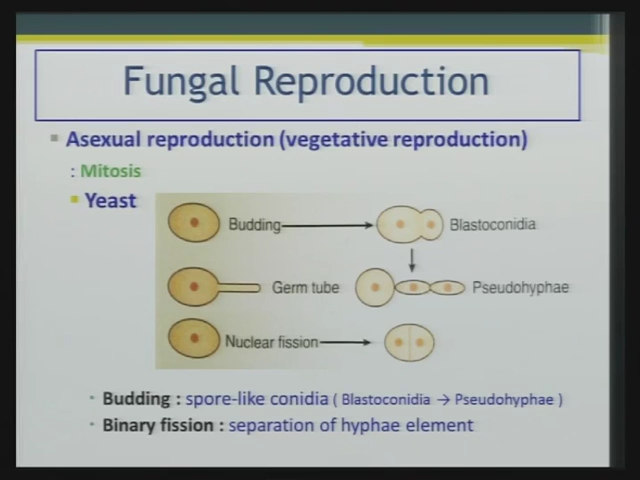 Fungal Reproduction
Asexual reproduction (vegetative reproduction)
: Mitosis
Yeast
Budding
Blastoconidia
Germ tube
Pseudohyphae
Nuclear fission
Budding : spore-like conidia ( Blastoconidia → Pseudohyphae )
Binary fission : separation of hyphae element